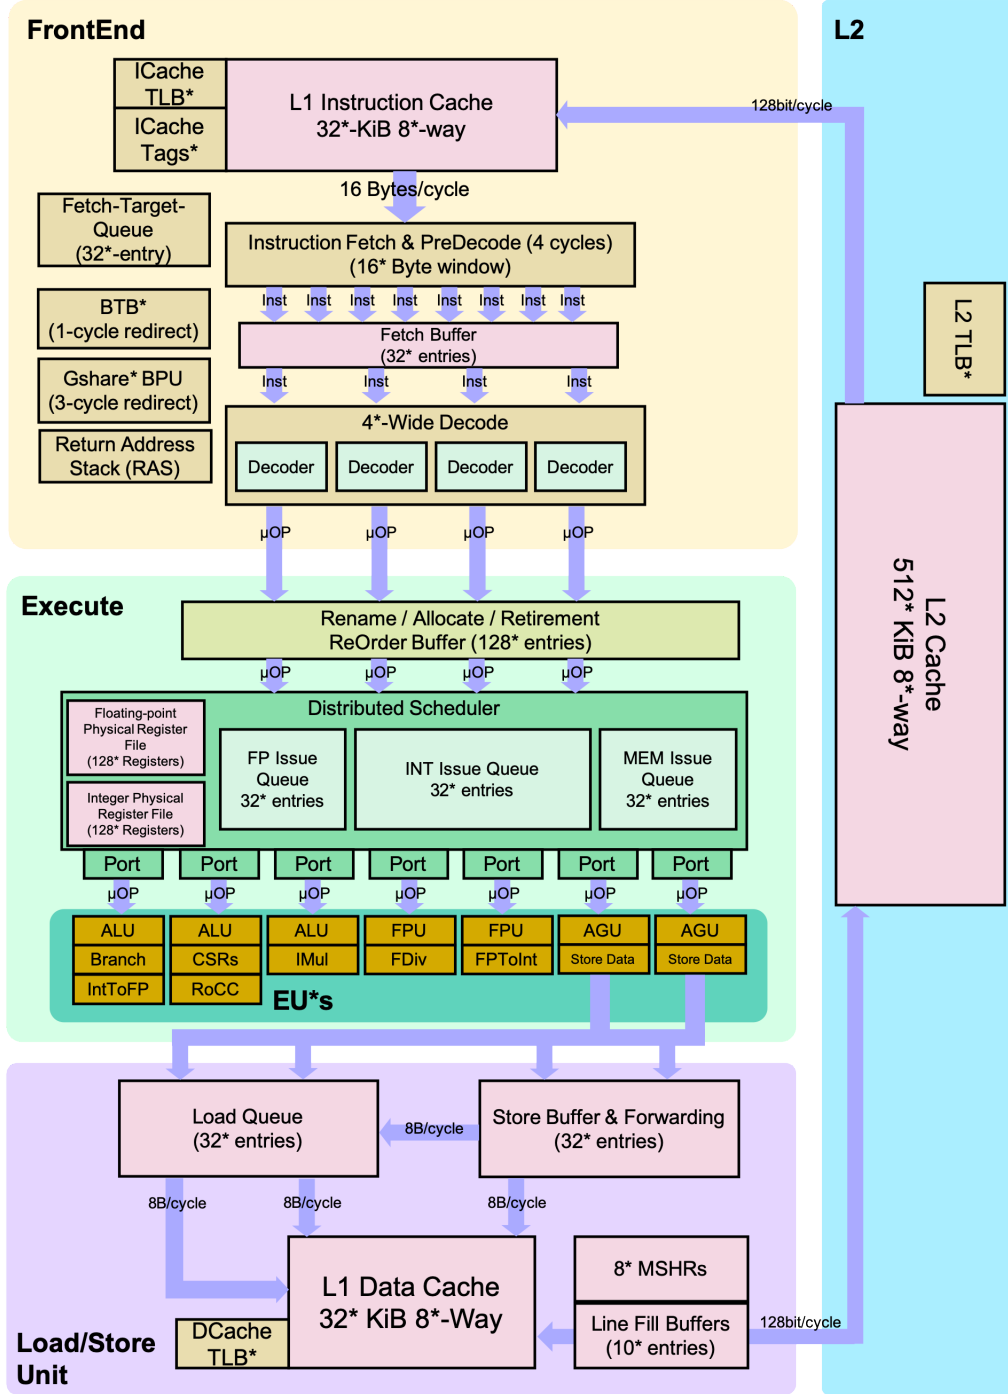 FrontEnd
L2
ICache
TLB*
ICache
Tags*
L1 Instruction Cache
32*-KiB 8*-way
128bit/cycle
16 Bytes/cycle
Fetch-Target-
Queue
(32*-entry)
Instruction Fetch & PreDecode (4 cycles)
(16* Byte window)
Inst Inst Inst Inst Inst Inst Inst Inst
BTB*
(1-cycle redirect)
Fetch Buffer
(32* entries)
Inst Inst Inst Inst
Gshare* BPU
(3-cycle redirect)
Return Address
Stack (RAS)
4*-Wide Decode
Decoder Decoder Decoder Decoder
µOP µOP µOP µOP
L2 TLB*
L2 Cache
512* KiB 8*-way
Execute
Rename / Allocate / Retirement
ReOrder Buffer (128* entries)
µOP µOP µOP µOP
Distributed Scheduler
Floating-point
Physical Register
File
(128* Registers)
Integer Physical
Register File
(128* Registers)
FP Issue
Queue
32* entries
INT Issue Queue
32* entries
MEM Issue
Queue
32* entries
Port Port Port Port Port Port Port
µOP µOP µOP µOP µOP µOP µOP
ALU ALU ALU FPU FPU AGU AGU
Branch CSRs IMul FDiv FPToInt Store Data Store Data
IntToFP RoCC
EU*s
Load Queue
(32* entries)
8B/cycle
Store Buffer & Forwarding
(32* entries)
8B/cycle 8B/cycle 8B/cycle
L1 Data Cache
32* KiB 8*-Way
8* MSHRs
Line Fill Buffers
(10* entries)
128bit/cycle
DCache
TLB*
Load/Store
Unit